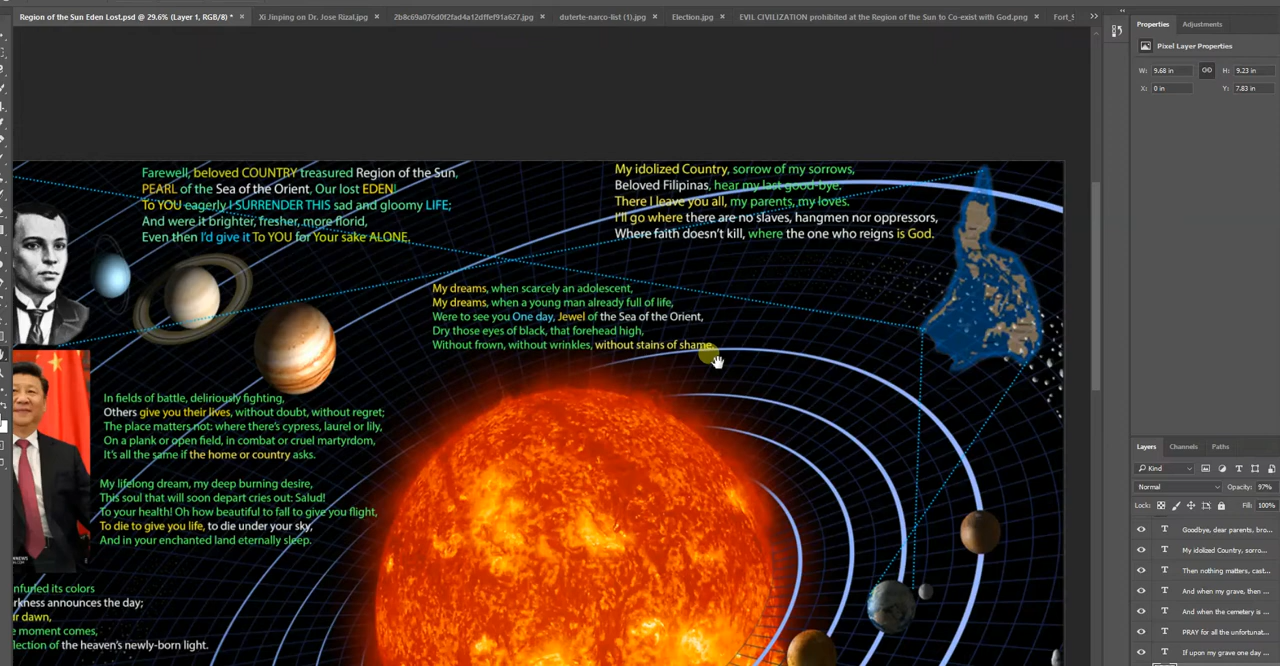 Region of the Sun Eden Lost.psd @ 29.6% (Layer 1, RGB/8) *
Xi Jinping on Dr. Jose Rizal.jpg
2b8c69a076d0f2fad4a12dffef91a627.jpg
duterte-narco-list (1).jpg
Election.jpg
EVIL CIVILIZATION prohibited at the Region of the Sun to Co-exist with God.png
Properties
Adjustments
Pixel Layer Properties
W: 9.68 in
H: 9.23 in
X: 0 in
Y: 7.83 in
Farewell, beloved COUNTRY treasured Region of the Sun,
PEARL of the Sea of the Orient, Our lost EDEN!
To YOU eagerly I SURRENDER THIS sad and gloomy LIFE;
And were it brighter, fresher, more florid,
Even then I'd give it To YOU for Your sake ALONE.
My idolized Country, sorrow of my sorrows,
Beloved Filipinas, hear my last good-bye.
There I leave you all, my parents, my loves.
I'll go where there are no slaves, hangmen nor oppressors,
Where faith doesn't kill, where the one who reigns is God.
My dreams, when scarcely an adolescent,
My dreams, when a young man already full of life,
Were to see you One day, Jewel of the Sea of the Orient,
Dry those eyes of black, that forehead high,
Without frown, without wrinkles, without stains of shame.
In fields of battle, deliriously fighting,
Others give you their lives, without doubt, without regret;
The place matters not: where there's cypress, laurel or lily,
On a plank or open field, in combat or cruel martyrdom,
It's all the same if the home or country asks.
My lifelong dream, my deep burning desire,
This soul that will soon depart cries out: Salud!
To your health! Oh how beautiful to fall to give you flight,
To die to give you life, to die under your sky,
And in your enchanted land eternally sleep.
nfurled its colors
rkness announces the day;
r dawn,
e moment comes,
lection of the heaven's newly-born light.
Layers
Channels
Paths
Kind
Normal
Opacity: 97%
Lock:
Fill: 100%
Goodbye, dear parents, bro...
My idolized Country, sorro...
Then nothing matters, cast...
And when my grave, then ...
And when the cemetery is ...
PRAY for all the unfortunat...
If upon my grave one day ...